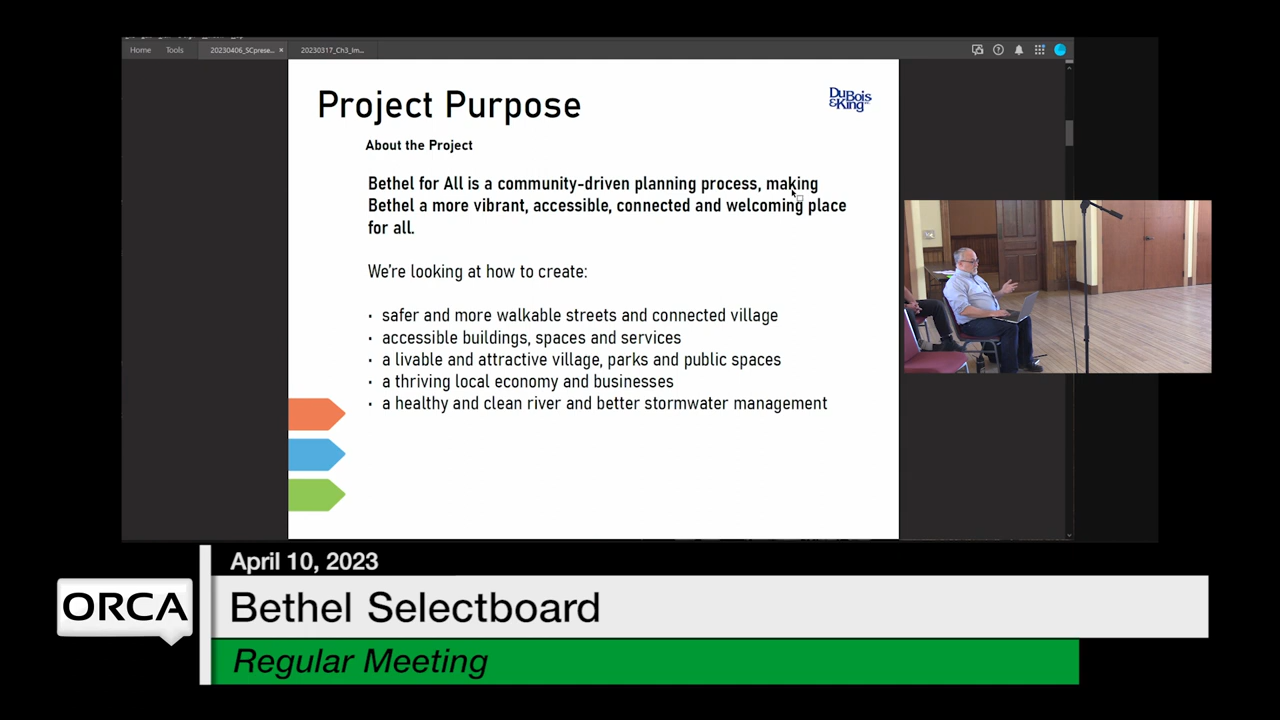 Home Tools 20230406_SCprese... × 20230317_Ch3_Im...
Project Purpose
DuBois
&King
About the Project
Bethel for All is a community-driven planning process, making
Bethel a more vibrant, accessible, connected and welcoming place
for all.
We're looking at how to create:
· safer and more walkable streets and connected village
· accessible buildings, spaces and services
· a livable and attractive village, parks and public spaces
· a thriving local economy and businesses
· a healthy and clean river and better stormwater management
April 10, 2023
ORCA
Bethel Selectboard
Regular Meeting